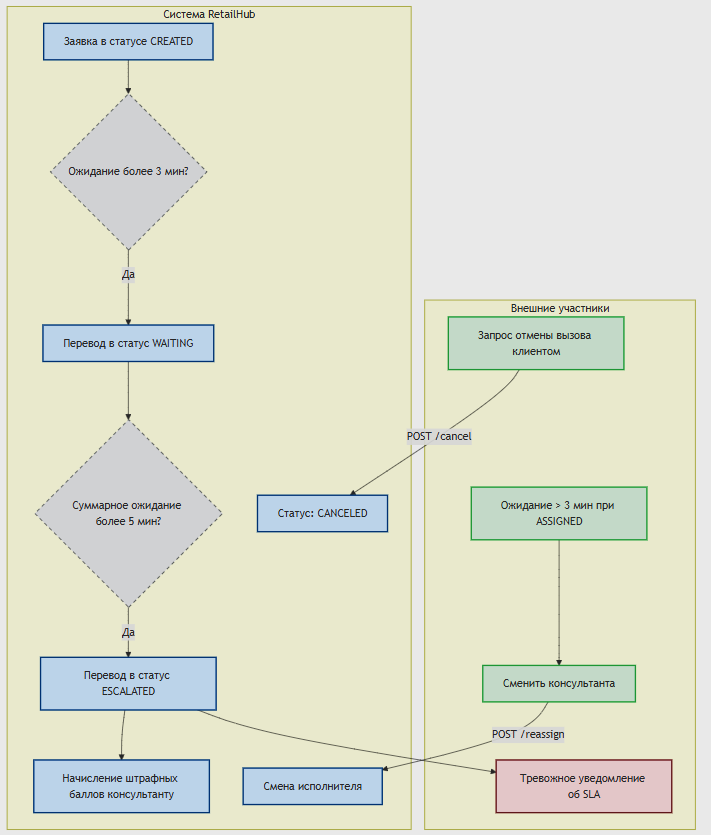 Система RetailHub
Заявка в статусе CREATED
Ожидание более 3 мин?
Да
Перевод в статус WAITING
Суммарное ожидание
более 5 мин?
Да
Перевод в статус
ESCALATED
Начисление штрафных
баллов консультанту
Статус: CANCELED
Смена исполнителя
Внешние участники
Запрос отмены вызова
клиентом
POST /cancel
Ожидание > 3 мин при
ASSIGNED
Сменить консультанта
POST /reassign
Тревожное уведомление
об SLA